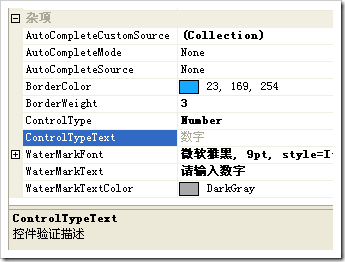 杂项
AutoCompleteCustomSource (Collection)
AutoCompleteMode None
AutoCompleteSource None
BorderColor 23, 169, 254
BorderWeight 3
ControlType Number
ControlTypeText 数字
WaterMarkFont 微软雅黑, 9pt, style=I
WaterMarkText 请输入数字
WaterMarkTextColor DarkGray
ControlTypeText
控件验证描述